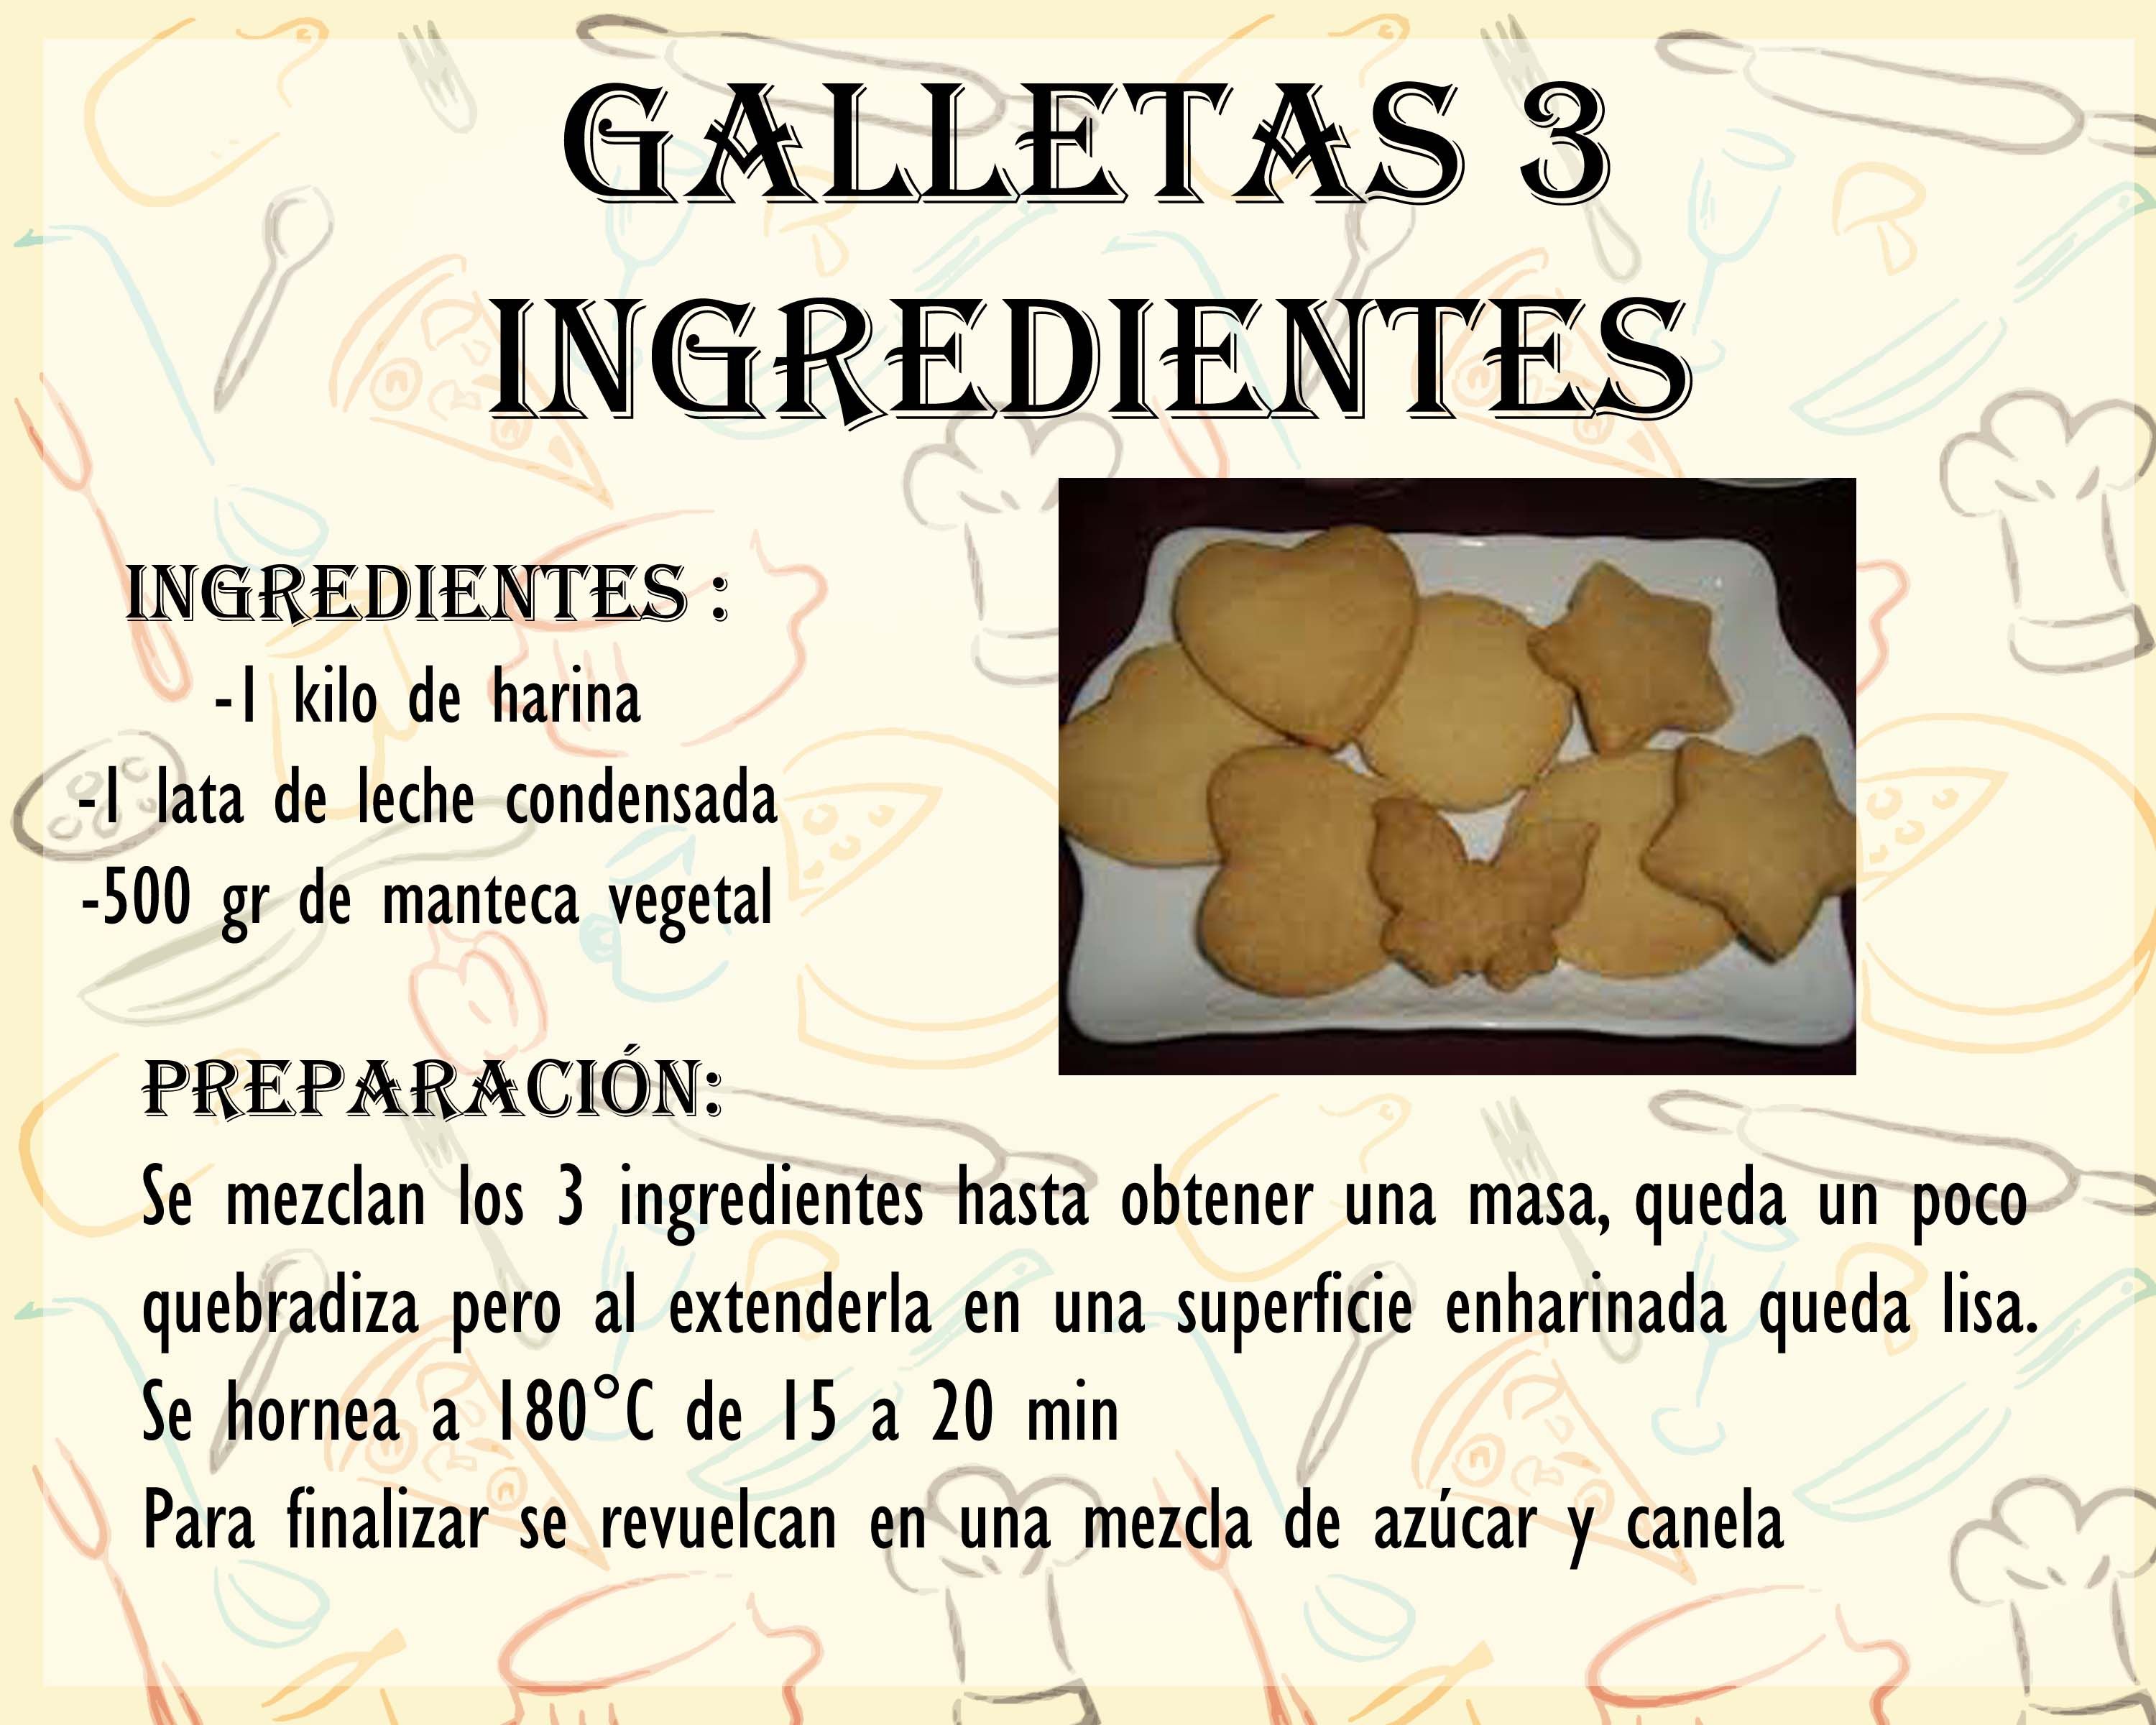 GALLETAS 3
INGREDIENTES
INGREDIENTES :
-1 kilo de harina
-1 lata de leche condensada
-500 gr de manteca vegetal
PREPARACIÓN:
Se mezclan los 3 ingredientes hasta obtener una masa, queda un poco
quebradiza pero al extenderla en una superficie enharinada queda lisa.
Se hornea a 180°C de 15 a 20 min
Para finalizar se revuelcan en una mezcla de azúcar y canela